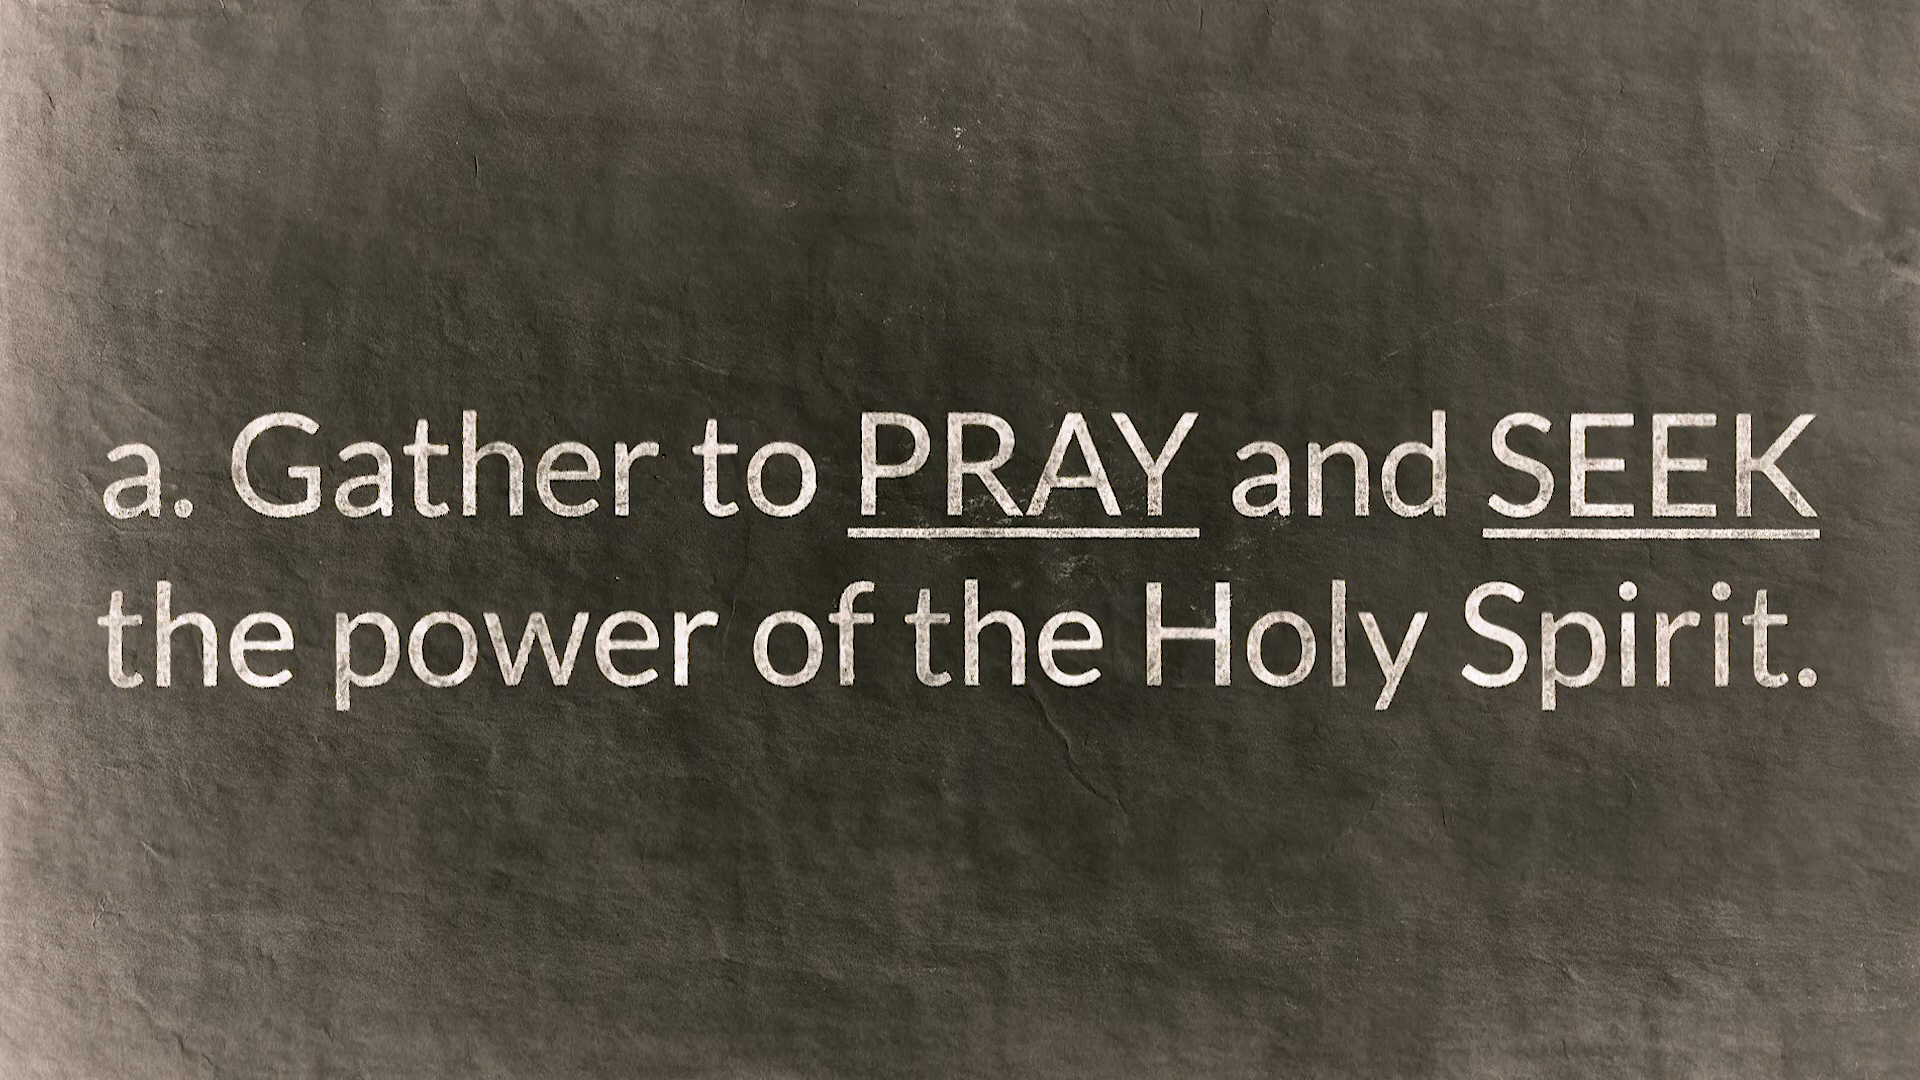 a. Gather to PRAY and SEEK
the power of the Holy Spirit.